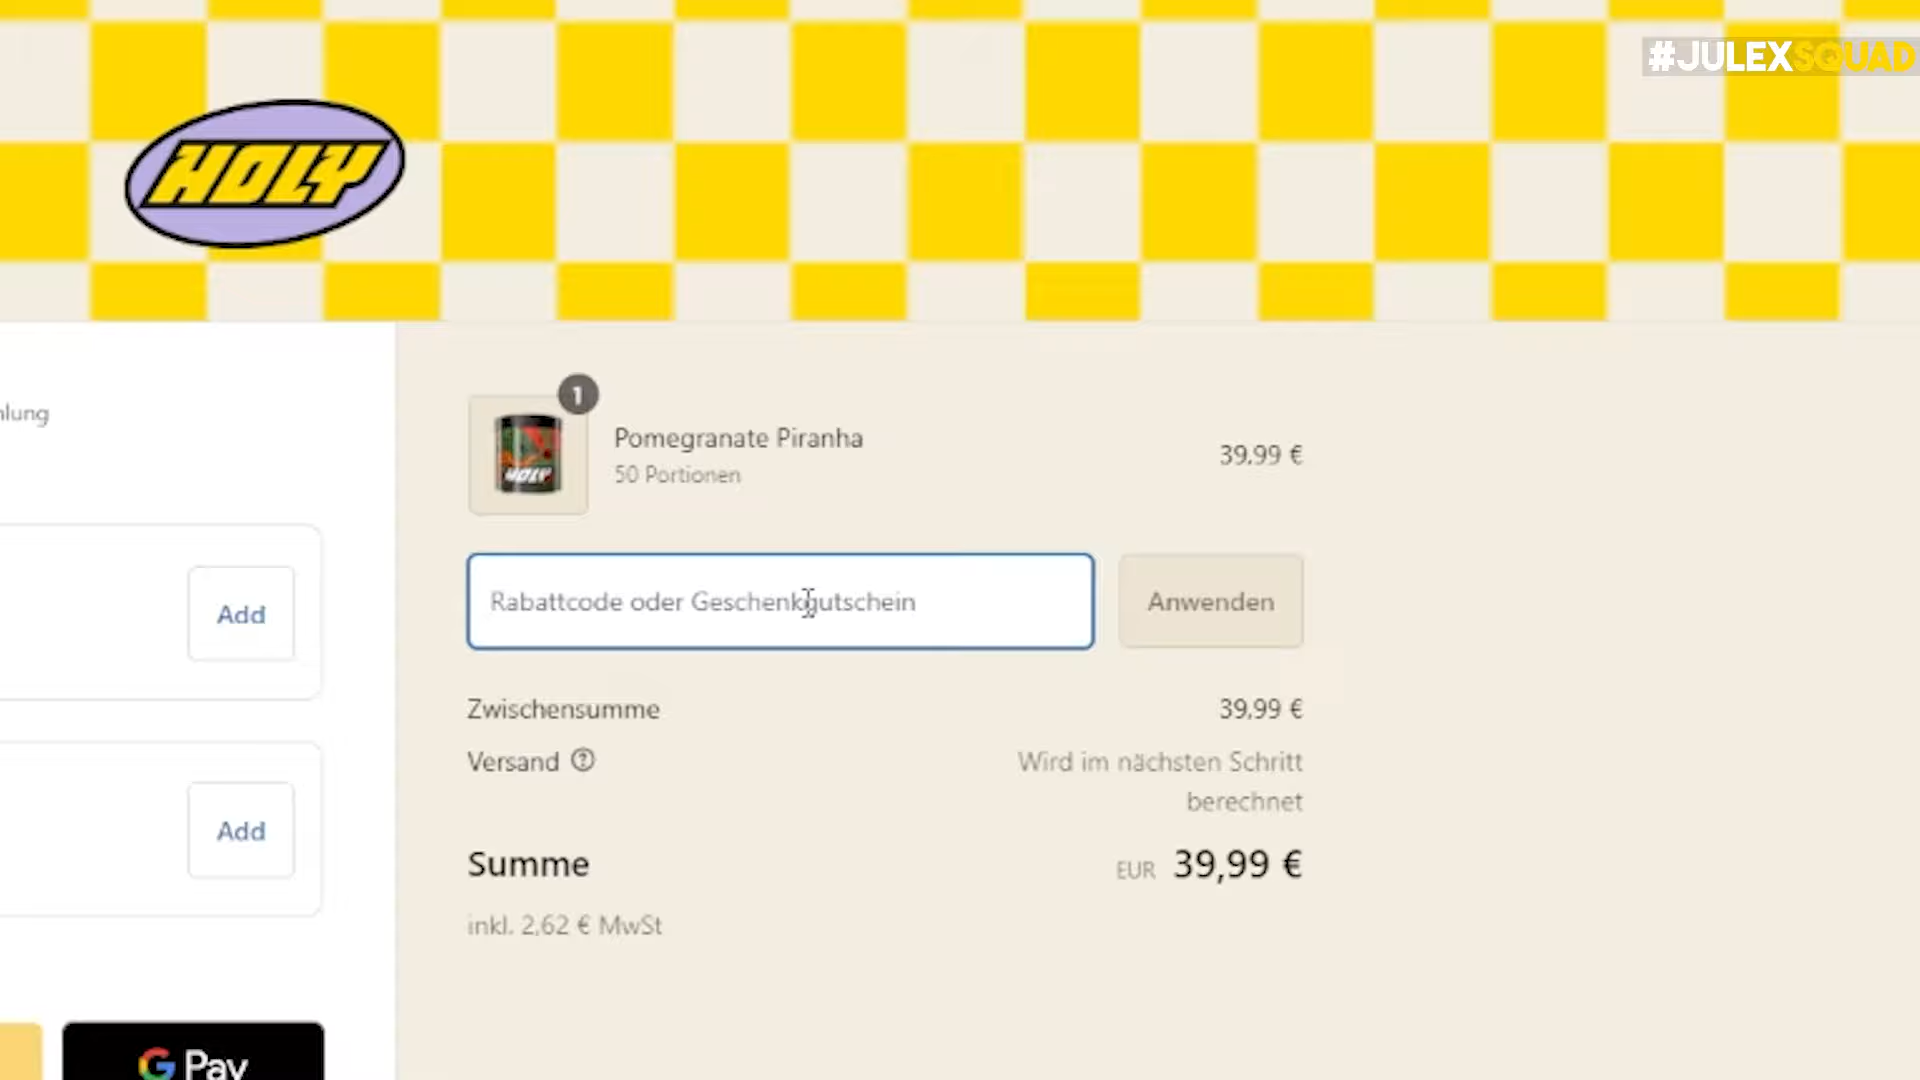 #JULEXSQUAD
HOLY
1
Pomegranate Piranha
50 Portionen
39,99 €
HOLY
Rabattcode oder Geschenkgutschein
Anwenden
Add
Zwischensumme
39,99 €
Versand
Wird im nächsten Schritt
berechnet
Add
Summe
EUR 39,99 €
inkl. 2,62 € MwSt
G Pay